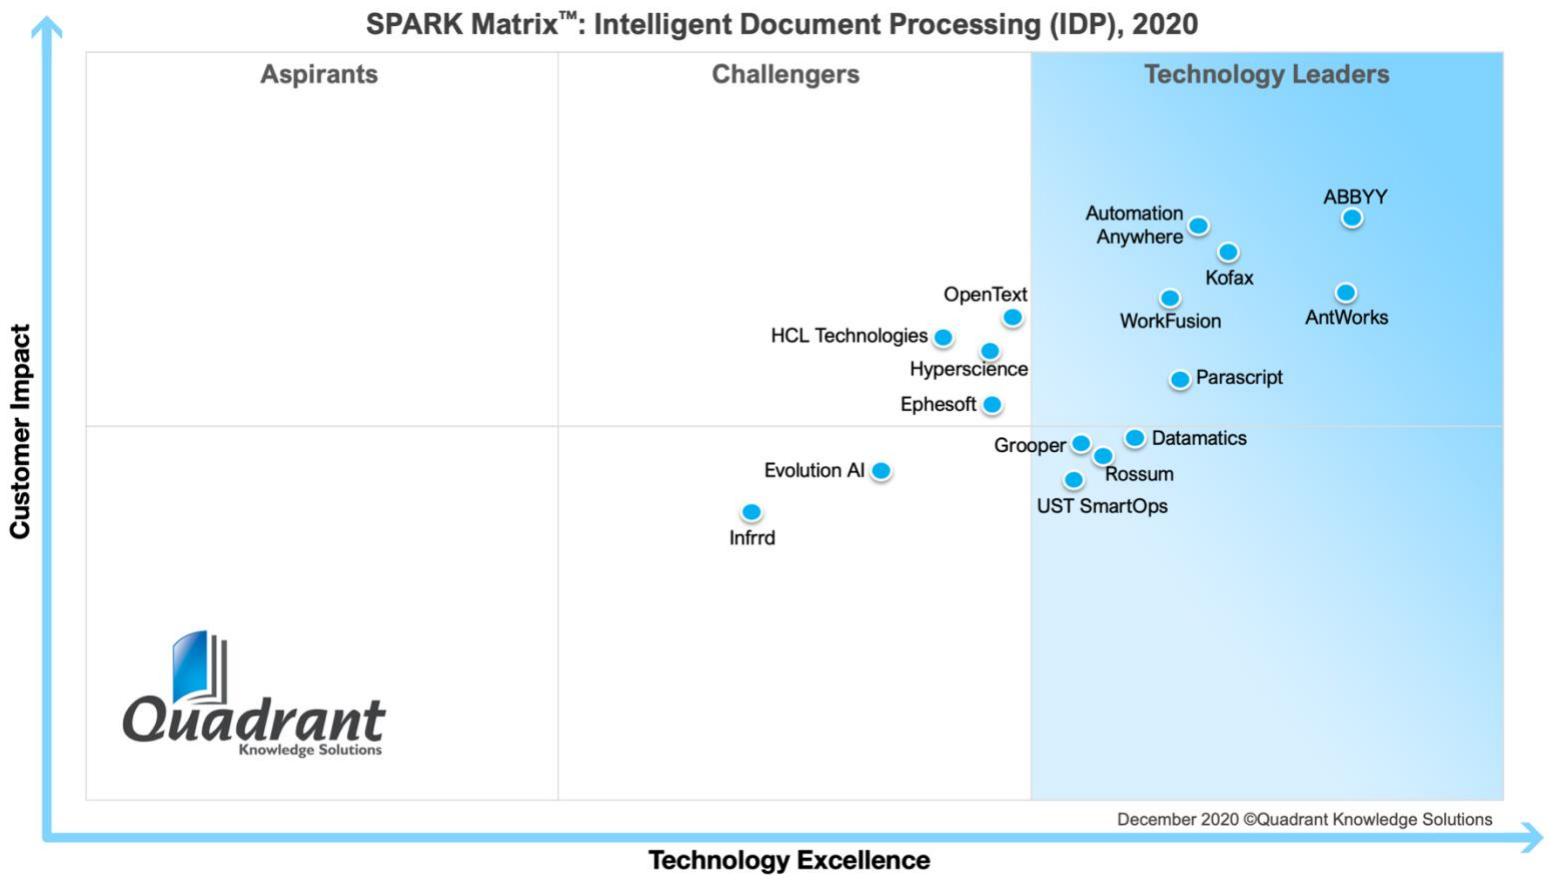 SPARK Matrix™: Intelligent Document Processing (IDP), 2020
Aspirants
Challengers
Technology Leaders
ABBYY
Automation
Anywhere
Kofax
OpenText
WorkFusion
AntWorks
HCL Technologies
Hyperscience
Parascript
Ephesoft
Grooper
Datamatics
Evolution AI
Rossum
UST SmartOps
Infrrd
Customer Impact
Quadrant
Knowledge Solutions
December 2020 ©Quadrant Knowledge Solutions
Technology Excellence